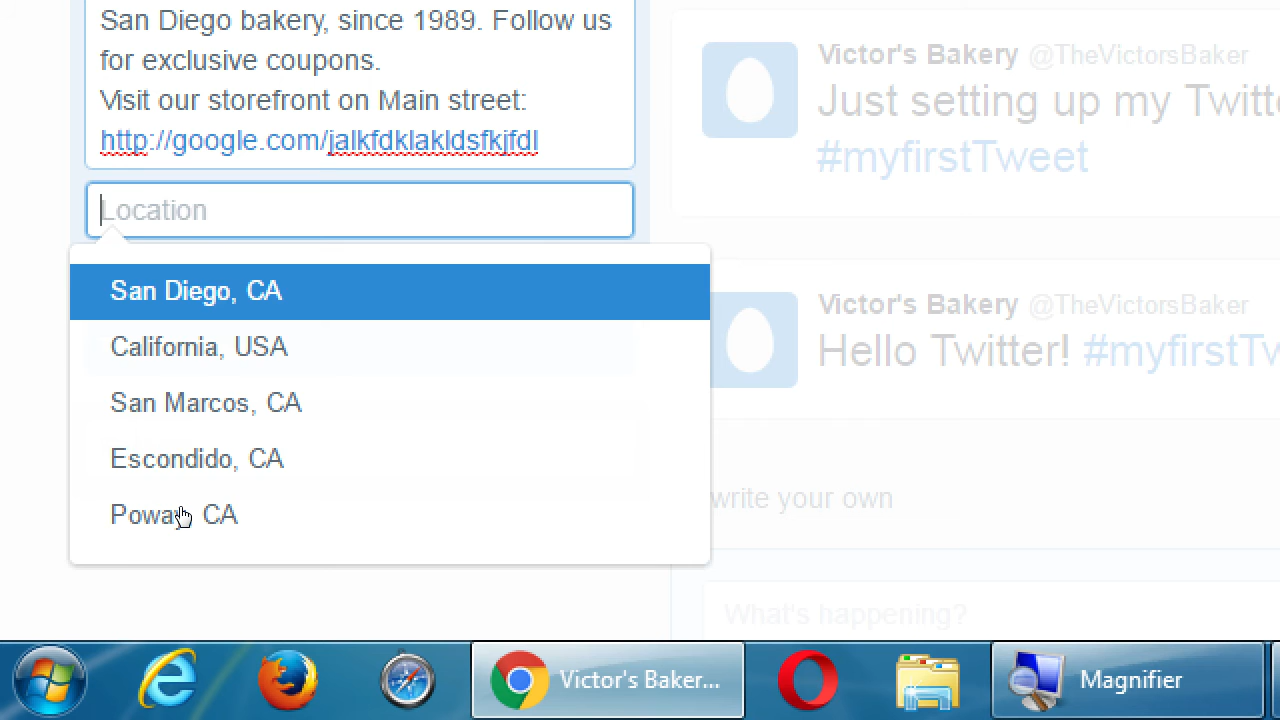 San Diego bakery, since 1989. Follow us
for exclusive coupons.
Visit our storefront on Main street:
http://google.com/jalkfdklakldsfkjfdl
Location
San Diego, CA
California, USA
San Marcos, CA
Escondido, CA
Poway, CA
Victor's Bakery @TheVictorsBaker
Just setting up my Twitte
#myfirstTweet
Victor's Bakery @TheVictorsBaker
Hello Twitter! #myfirstTw
write your own
What's happening?
Victor's Baker...
Magnifier